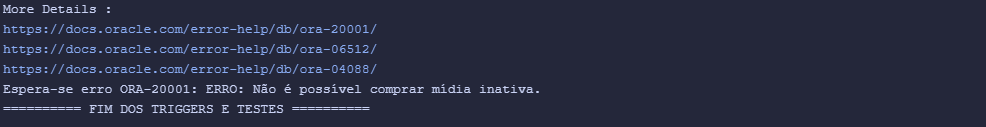 More Details :
https://docs.oracle.com/error-help/db/ora-20001/
https://docs.oracle.com/error-help/db/ora-06512/
https://docs.oracle.com/error-help/db/ora-04088/
Espera-se erro ORA-20001: ERRO: Não é possível comprar mídia inativa.
========== FIM DOS TRIGGERS E TESTES ==========